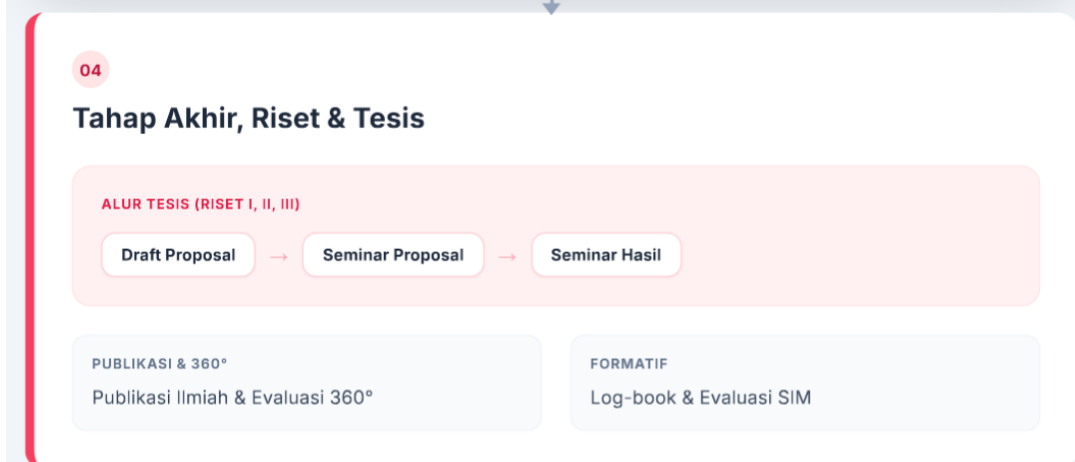 04
Tahap Akhir, Riset & Tesis
ALUR TESIS (RISET I, II, III)
Draft Proposal → Seminar Proposal → Seminar Hasil
PUBLIKASI & 360°
Publikasi Ilmiah & Evaluasi 360°
FORMATIF
Log-book & Evaluasi SIM